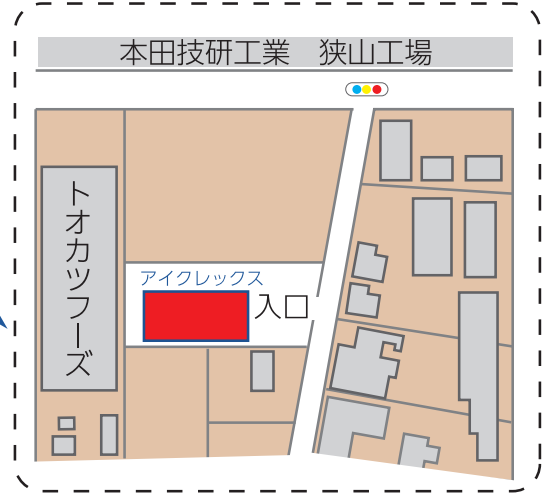 本田技研工業　狭山工場
トオカツフーズ
アイクレックス
入口